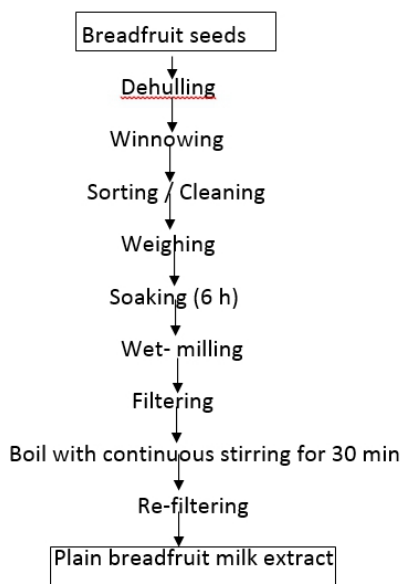 Breadfruit seeds
Dehulling
Winnowing
Sorting / Cleaning
Weighing
Soaking (6 h)
Wet- milling
Filtering
Boil with continuous stirring for 30 min
Re-filtering
Plain breadfruit milk extract